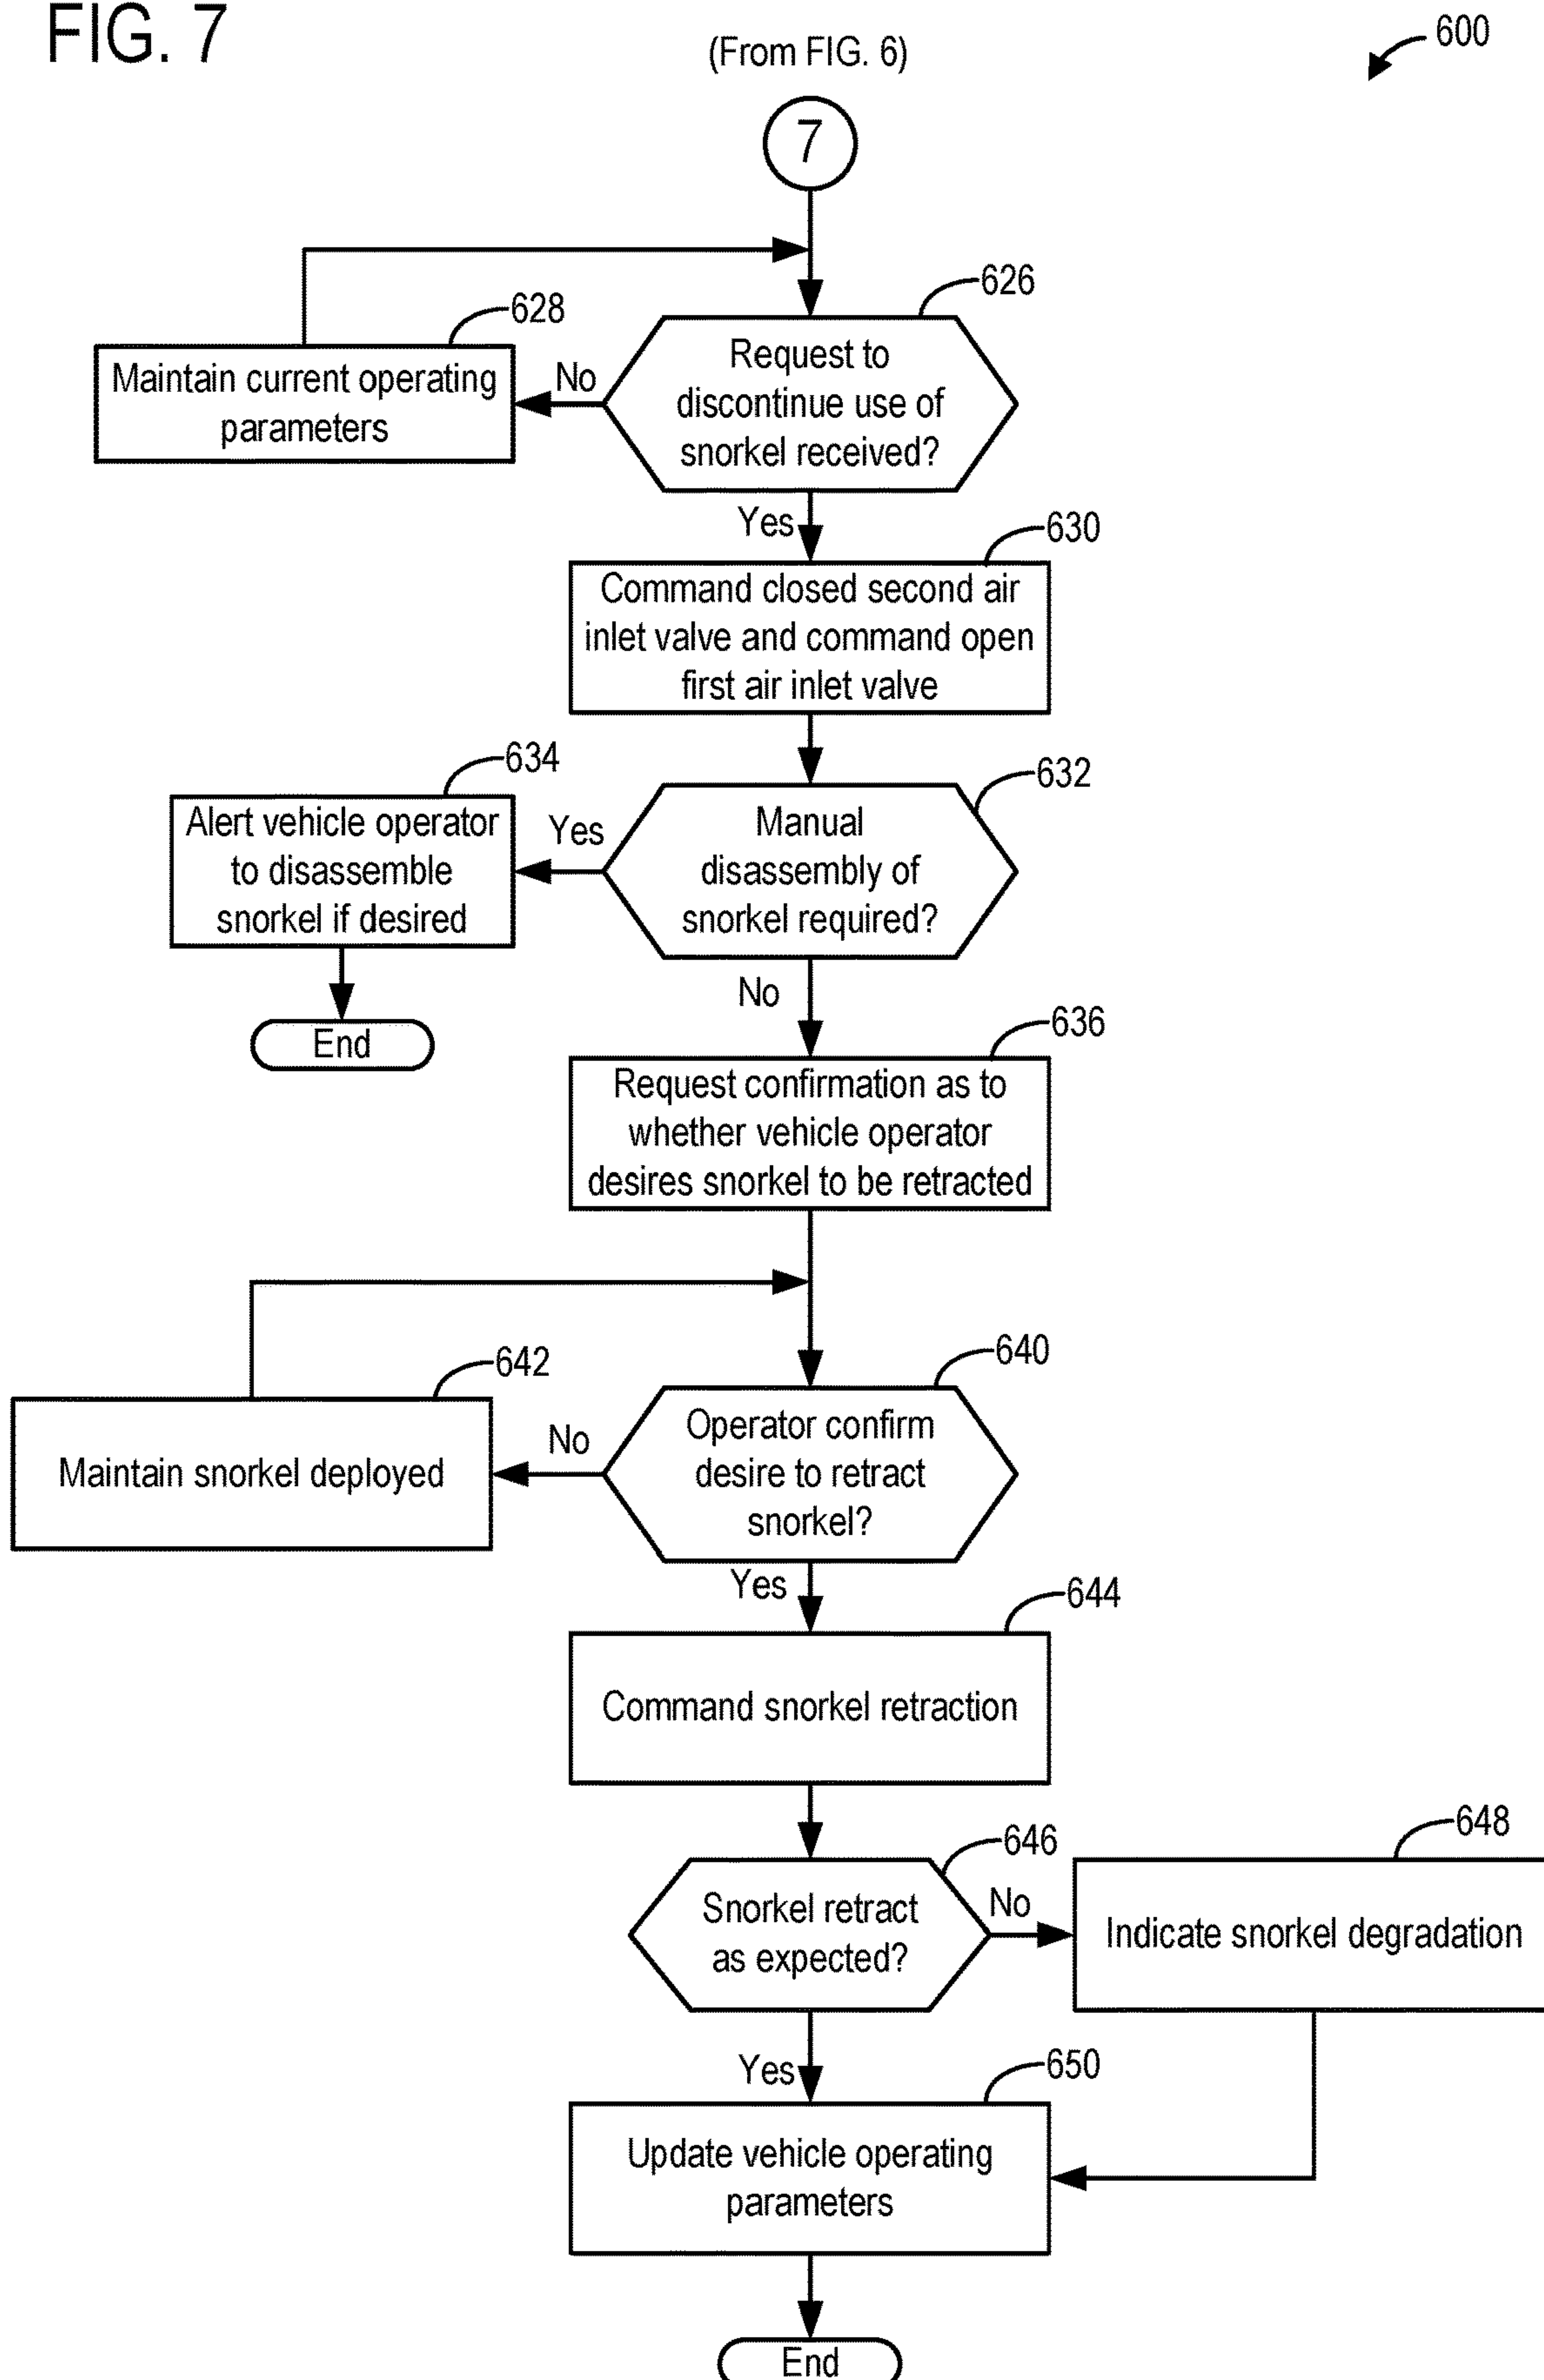 FIG. 7
600
(From FIG. 6)
7
626
628
Request to
discontinue use of
snorkel received?
No
Maintain current operating
parameters
Yes
630
Command closed second air
inlet valve and command open
first air inlet valve
634
632
Manual
disassembly of
snorkel required?
Yes
Alert vehicle operator
to disassemble
snorkel if desired
End
No
636
Request confirmation as to
whether vehicle operator
desires snorkel to be retracted
640
642
Operator confirm
desire to retract
snorkel?
No
Maintain snorkel deployed
Yes
644
Command snorkel retraction
646
648
Snorkel retract
as expected?
No
Indicate snorkel degradation
Yes
650
Update vehicle operating
parameters
End